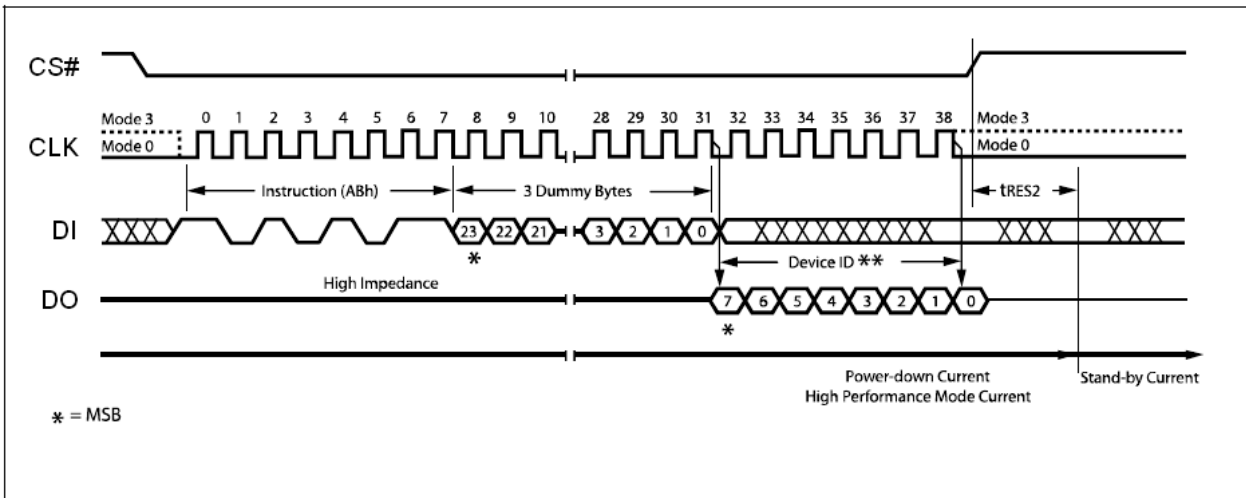 CS#
Mode 3 0 1 2 3 4 5 6 7 8 9 10 28 29 30 31 32 33 34 35 36 37 38 Mode 3
CLK Mode 0 Mode 0
Instruction (ABh) 3 Dummy Bytes tRES2
DI 23 22 21 3 2 1 0
* Device ID **
High Impedance
DO 7 6 5 4 3 2 1 0
*
Power-down Current Stand-by Current
High Performance Mode Current
* = MSB